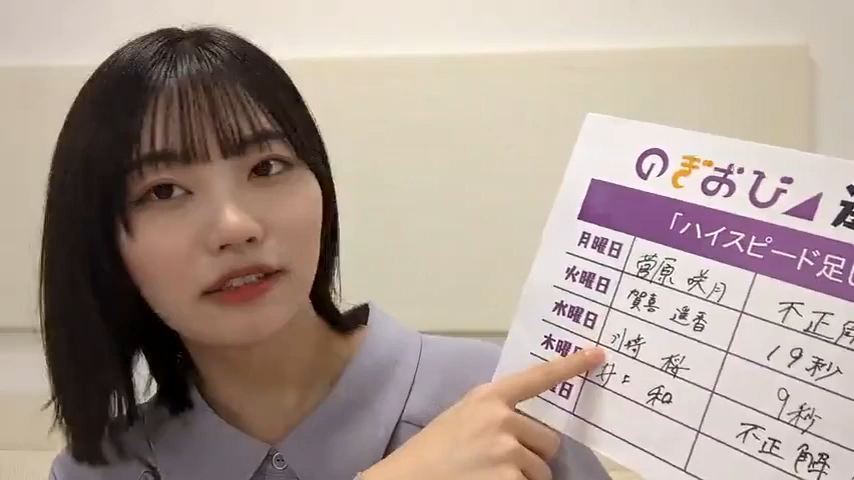 のぎおび
「ハイスピード足し
月曜日 菅原 咲月 不正解
火曜日 賀喜 遥香 19秒
水曜日 川﨑 桜 9秒
木曜日 井上 和 不正解
日